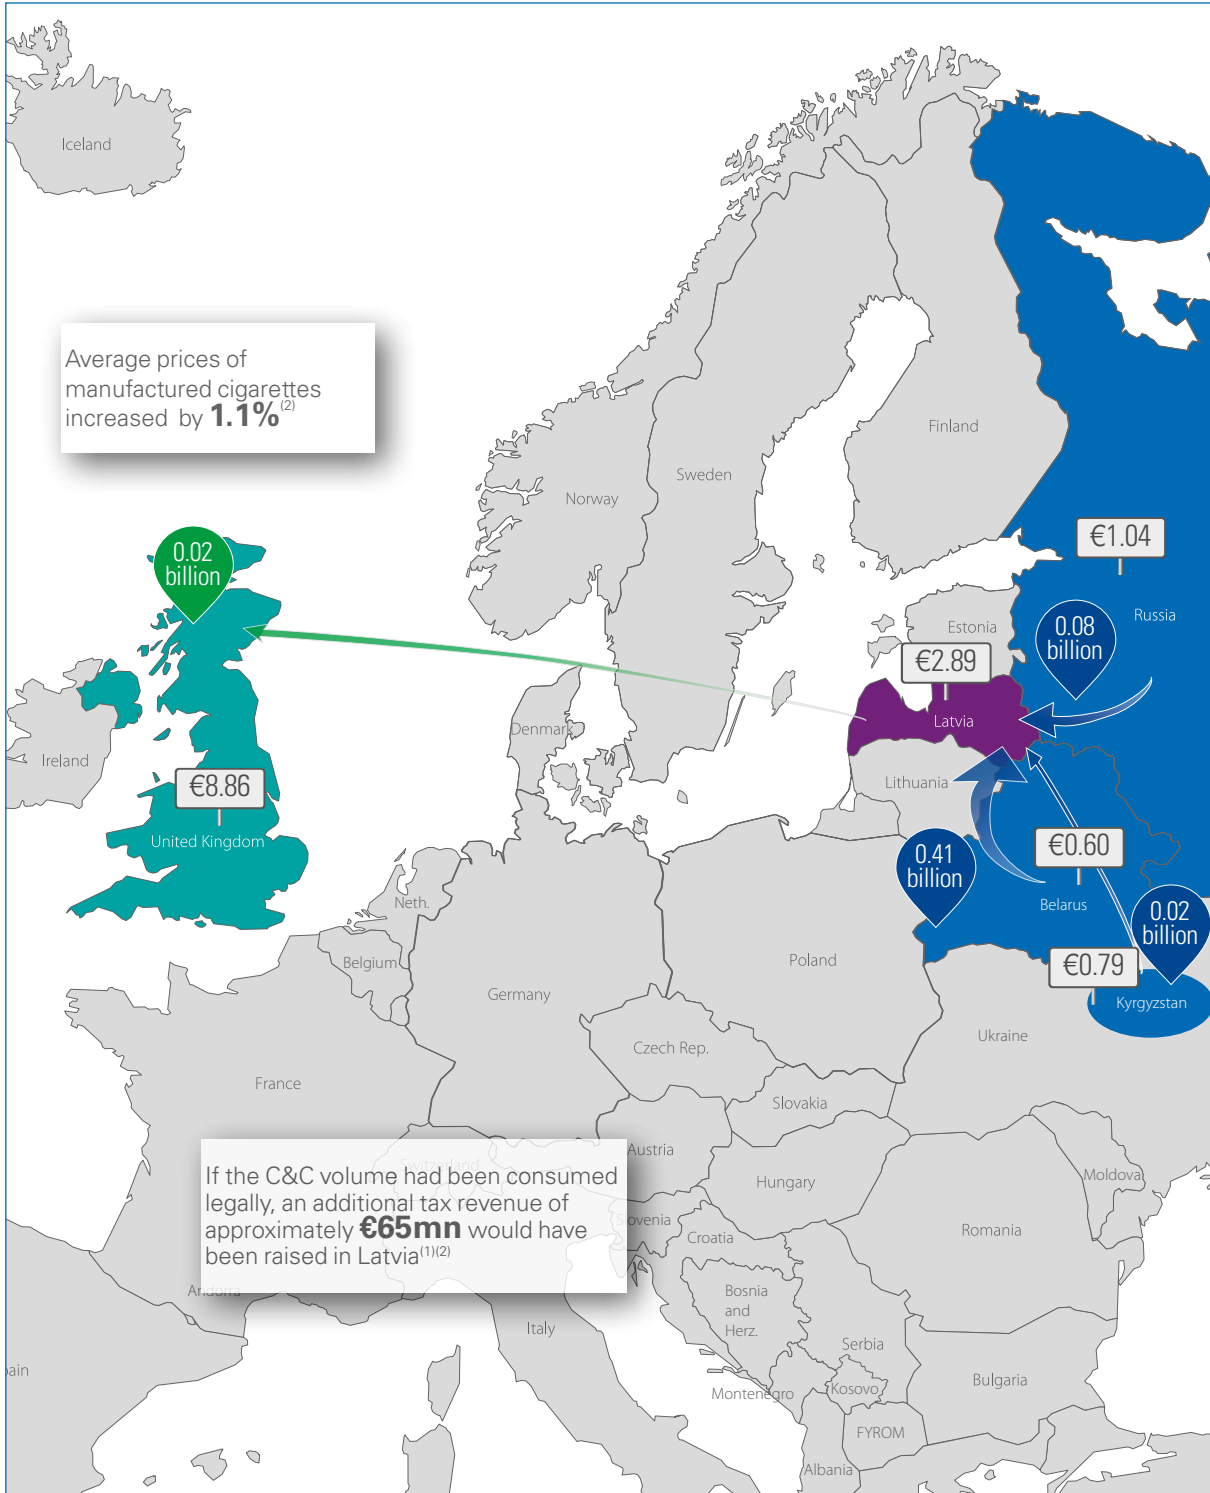 Iceland
Average prices of
manufactured cigarettes
increased by 1.1%(2)
Finland
Sweden
Norway
€1.04
0.02
billion
Russia
0.08
billion
Estonia
€2.89
Latvia
Denmark
Ireland
€8.86
Lithuania
United Kingdom
0.41
billion
€0.60
Neth.
Belarus
0.02
billion
Belgium
Poland
€0.79
Germany
Kyrgyzstan
Ukraine
Czech Rep.
France
Slovakia
Austria
Switzerland
If the C&C volume had been consumed
legally, an additional tax revenue of
approximately €65mn would have
been raised in Latvia(1)(2)
Moldova
Hungary
Slovenia
Croatia
Romania
Andorra
Bosnia
and
Herz.
Italy
Serbia
ain
Bulgaria
Kosovo
Montenegro
FYROM
Albania